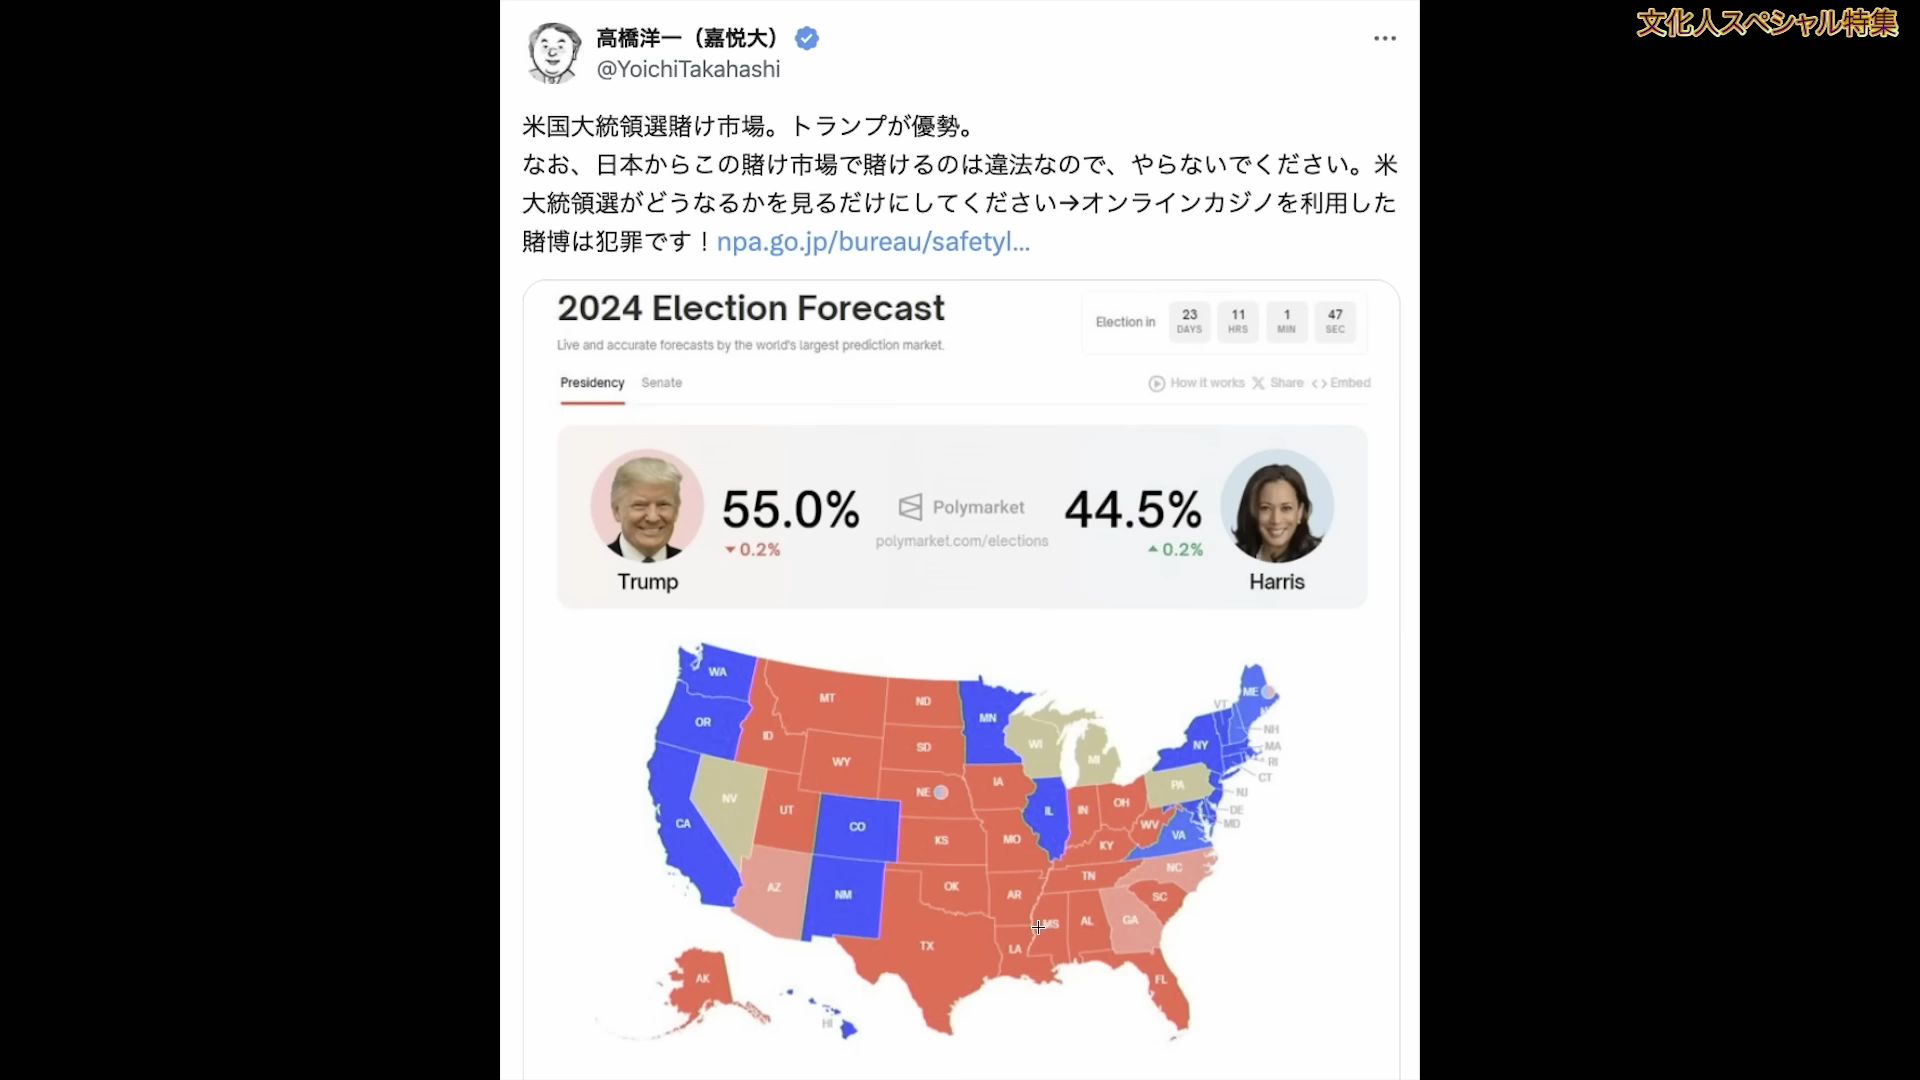 文化人スペシャル特集
高橋洋一（嘉悦大）
@YoichiTakahashi
米国大統領選賭け市場。トランプが優勢。
なお、日本からこの賭け市場で賭けるのは違法なので、やらないでください。米
大統領選がどうなるかを見るだけにしてください→オンラインカジノを利用した
賭博は犯罪です！npa.go.jp/bureau/safetyl…
2024 Election Forecast
Live and accurate forecasts by the world's largest prediction market.
Election in 23 DAYS 11 HRS 1 MIN 47 SEC
Presidency Senate
How it works Share Embed
55.0% Polymarket 44.5%
0.2% polymarket.com/elections 0.2%
Trump Harris
WA
MT
ND
MN
ME
VT
OR
ID
SD
WI
NY
NH
MA
WY
MI
RI
CT
NV
UT
NE
IA
PA
NJ
CA
CO
IL
IN
OH
DE
MD
KS
MO
WV
VA
KY
AZ
NM
OK
AR
TN
NC
SC
TX
LA
MS
AL
GA
AK
FL
HI